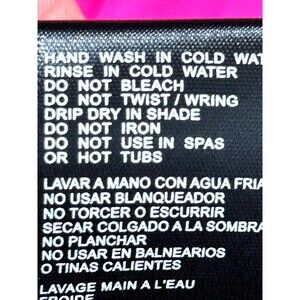 HAND WASH IN COLD WAT
RINSE IN COLD WATER
DO NOT BLEACH
DO NOT TWIST / WRING
DRIP DRY IN SHADE
DO NOT IRON
DO NOT USE IN SPAS
OR HOT TUBS
LAVAR A MANO CON AGUA FRIA
NO USAR BLANQUEADOR
NO TORCER O ESCURRIR
SECAR COLGADO A LA SOMBRA
NO PLANCHAR
NO USAR EN BALNEARIOS
O TINAS CALIENTES
LAVAGE MAIN A L'EAU
FROIDE